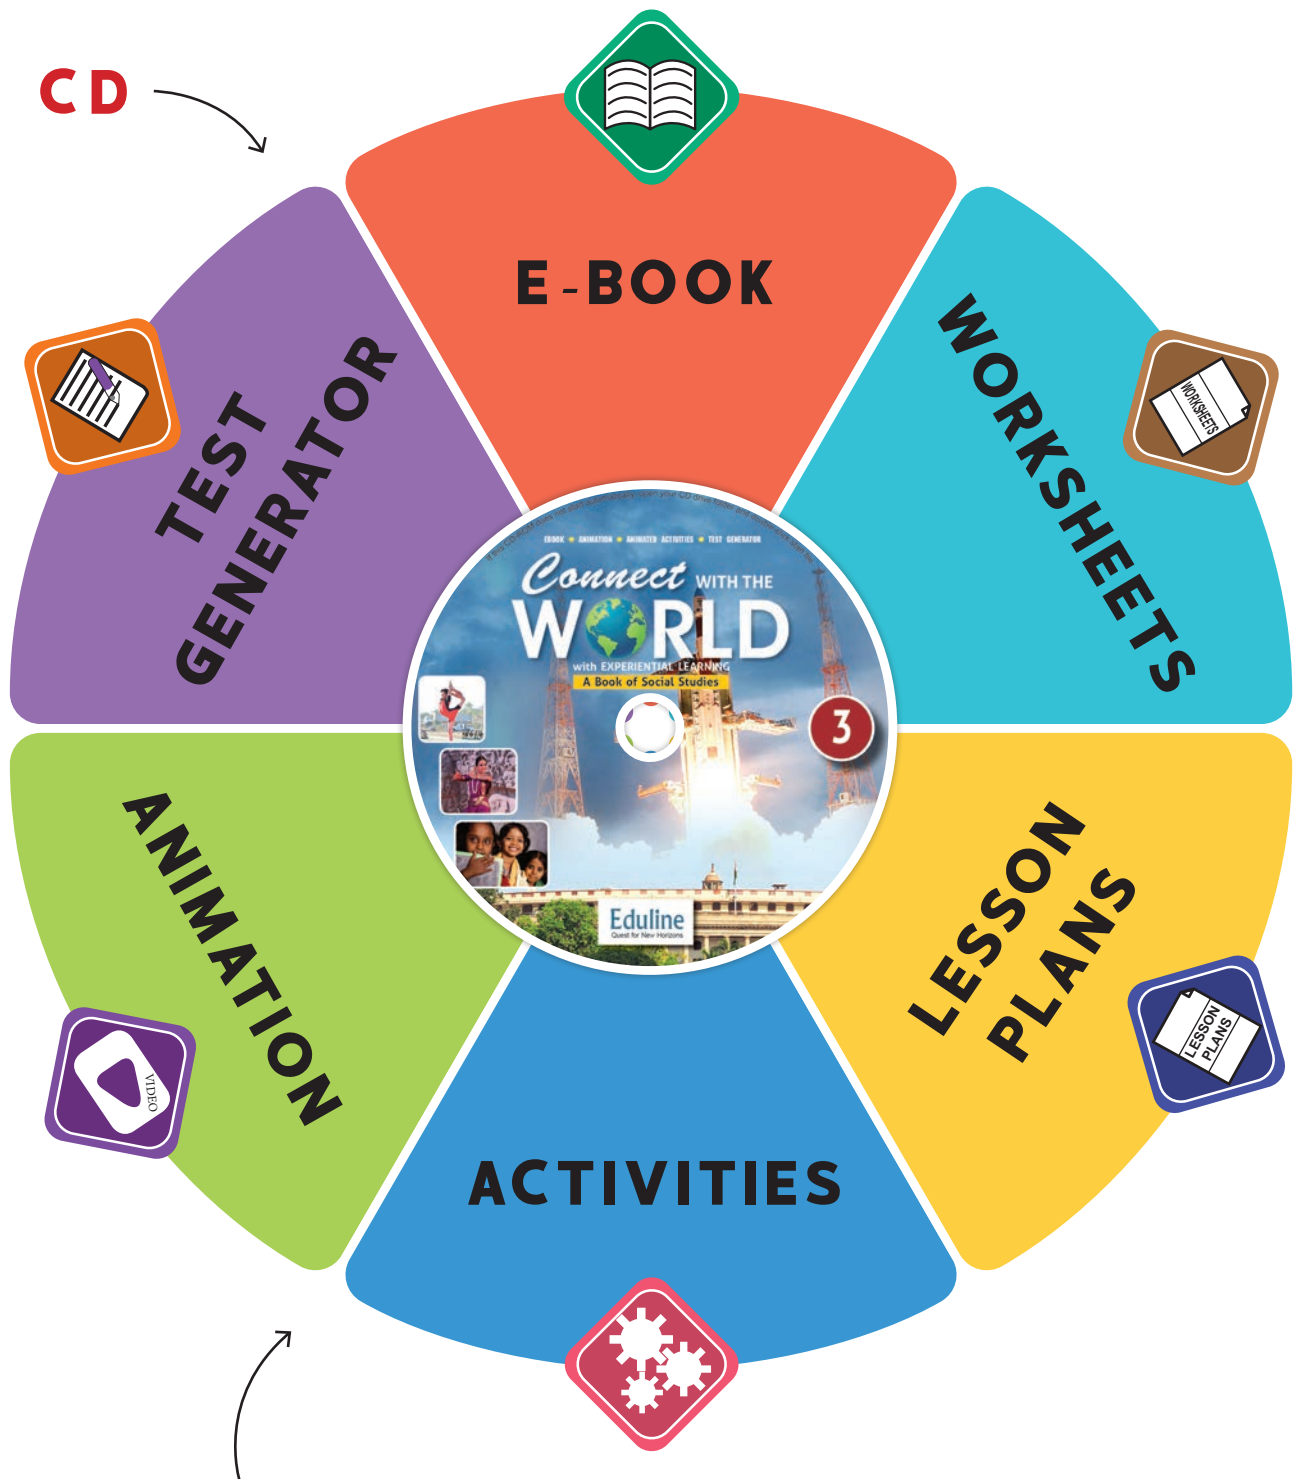 CD
E-BOOK
WORKSHEETS
WORKSHEETS
TEST
GENERATOR
EBOOK ANIMATION ANIMATED ACTIVITIES TEST GENERATOR
Connect WITH THE
WORLD
with EXPERIENTIAL LEARNING
A Book of Social Studies
3
Eduline
Quest for New Horizons
LESSON
PLANS
LESSON
PLANS
ANIMATION
VIDEO
ACTIVITIES